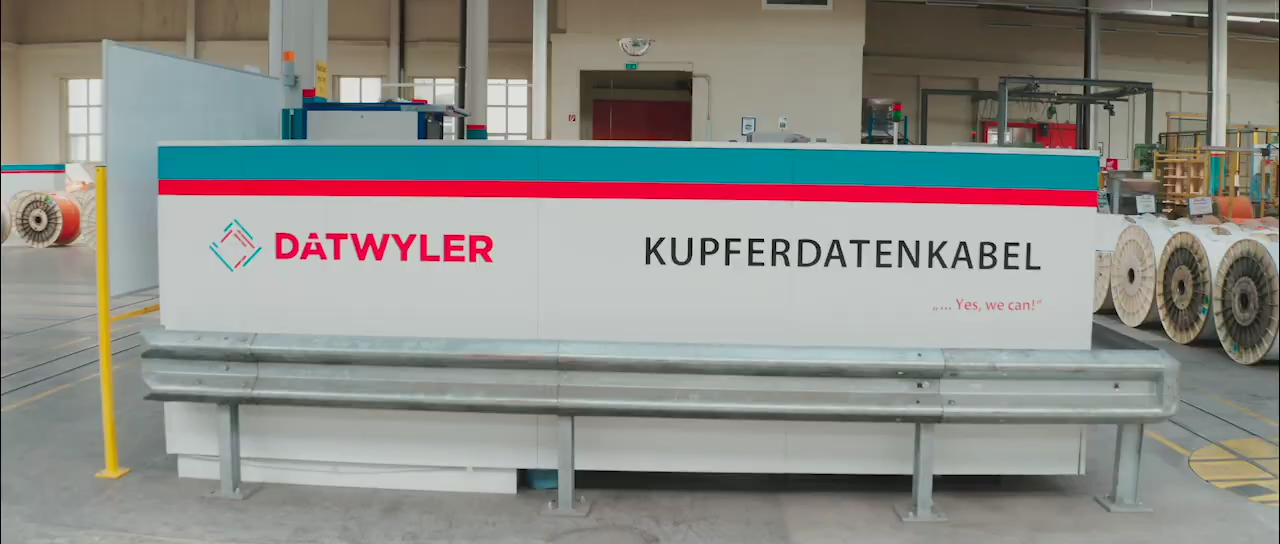 DÄTWYLER
KUPFERDATENKABEL
„... Yes, we can!“